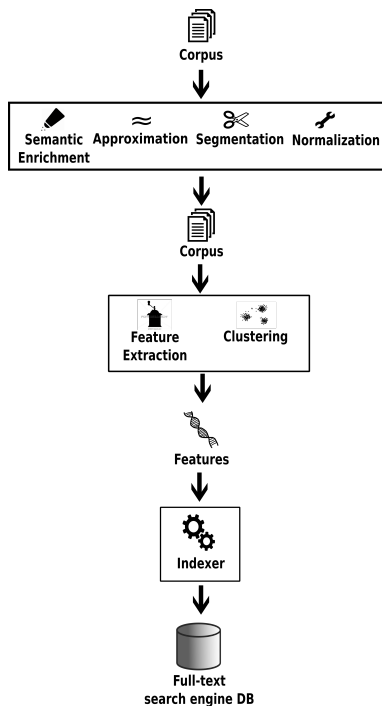 Corpus
Semantic Approximation Segmentation Normalization
Enrichment
Corpus
Feature Clustering
Extraction
Features
Indexer
Full-text
search engine DB